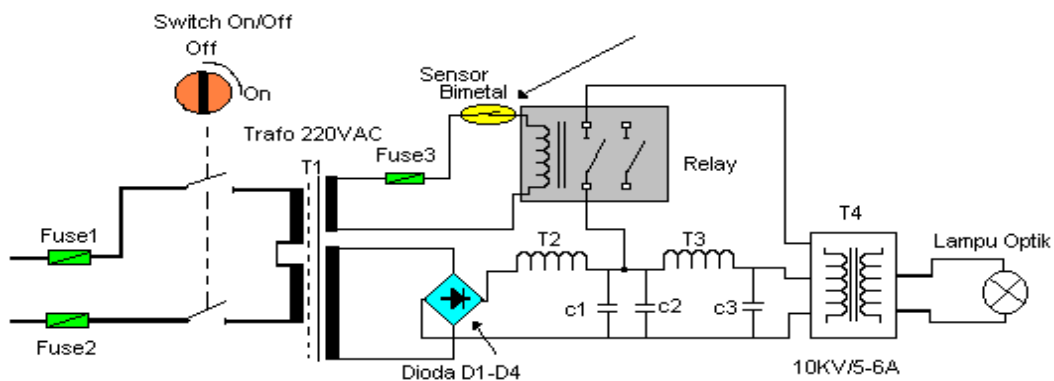 Switch On/Off
Off
On
Sensor
Bimetal
Trafo 220VAC
T1
Fuse3
Relay
Fuse1
T2
T3
T4
Lampu Optik
c1
c2
c3
Fuse2
Dioda D1-D4
10KV/5-6A